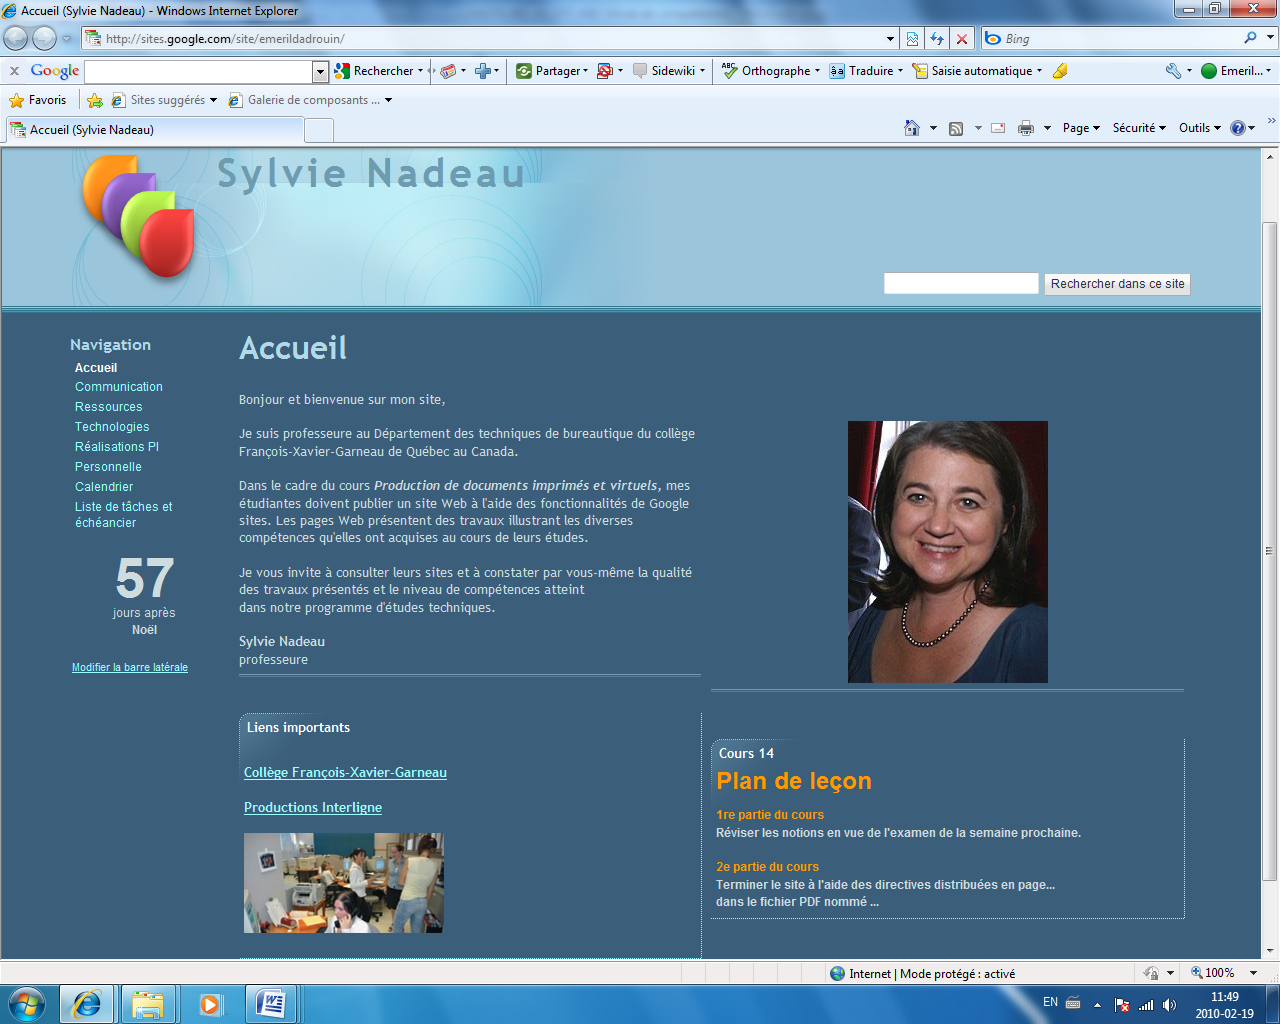 Accueil (Sylvie Nadeau) - Windows Internet Explorer
http://sites.google.com/site/emerildadrouin/
Bing
x Google
Rechercher
Partager
Sidewiki
ABC
Orthographe
âà Traduire
Saisie automatique
Emeril...
Favoris
Sites suggérés
Galerie de composants ...
Accueil (Sylvie Nadeau)
Page
Sécurité
Outils
Sylvie Nadeau
Rechercher dans ce site
Navigation
Accueil
Communication
Ressources
Technologies
Réalisations PI
Personnelle
Calendrier
Liste de tâches et
échéancier
57
jours après
Noël
Modifier la barre latérale
Accueil
Bonjour et bienvenue sur mon site,
Je suis professeure au Département des techniques de bureautique du collège
François-Xavier-Garneau de Québec au Canada.
Dans le cadre du cours Production de documents imprimés et virtuels, mes
étudiantes doivent publier un site Web à l'aide des fonctionnalités de Google
sites. Les pages Web présentent des travaux illustrant les diverses
compétences qu'elles ont acquises au cours de leurs études.
Je vous invite à consulter leurs sites et à constater par vous-même la qualité
des travaux présentés et le niveau de compétences atteint
dans notre programme d'études techniques.
Sylvie Nadeau
professeure
Liens importants
Collège François-Xavier-Garneau
Productions Interligne
Cours 14
Plan de leçon
1re partie du cours
Réviser les notions en vue de l'examen de la semaine prochaine.
2e partie du cours
Terminer le site à l'aide des directives distribuées en page...
dans le fichier PDF nommé ...
Internet | Mode protégé : activé
100%
EN
11:49
2010-02-19